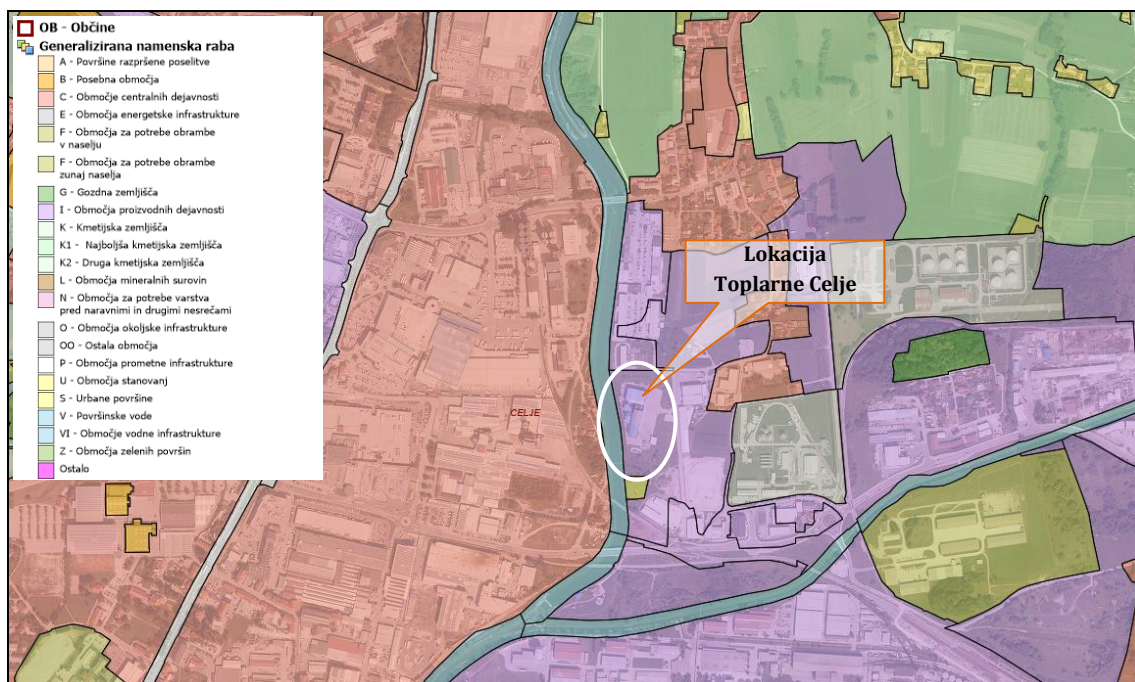 OB - Občine
Generalizirana namenska raba
A - Površine razpršene poselitve
B - Posebna območja
C - Območje centralnih dejavnosti
E - Območja energetske infrastrukture
F - Območja za potrebe obrambe
v naselju
F - Območja za potrebe obrambe
zunaj naselja
G - Gozdna zemljišča
I - Območja proizvodnih dejavnosti
K - Kmetijska zemljišča
K1 - Najboljša kmetijska zemljišča
K2 - Druga kmetijska zemljišča
L - Območja mineralnih surovin
N - Območja za potrebe varstva
pred naravnimi in drugimi nesrečami
O - Območja okoljske infrastrukture
OO - Ostala območja
P - Območja prometne infrastrukture
U - Območja stanovanj
S - Urbane površine
V - Površinske vode
VI - Območje vodne infrastrukture
Z - Območja zelenih površin
Ostalo
Lokacija
Toplarne Celje
CELJE